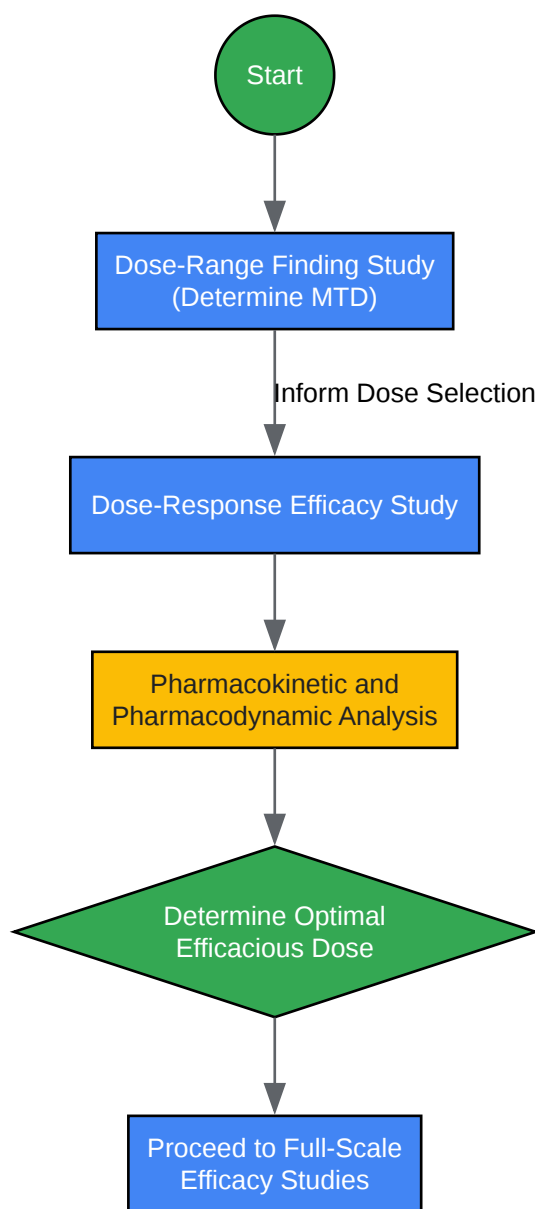 Start
Dose-Range Finding Study
(Determine MTD)
Inform Dose Selection
Dose-Response Efficacy Study
Pharmacokinetic and
Pharmacodynamic Analysis
Determine Optimal
Efficacious Dose
Proceed to Full-Scale
Efficacy Studies